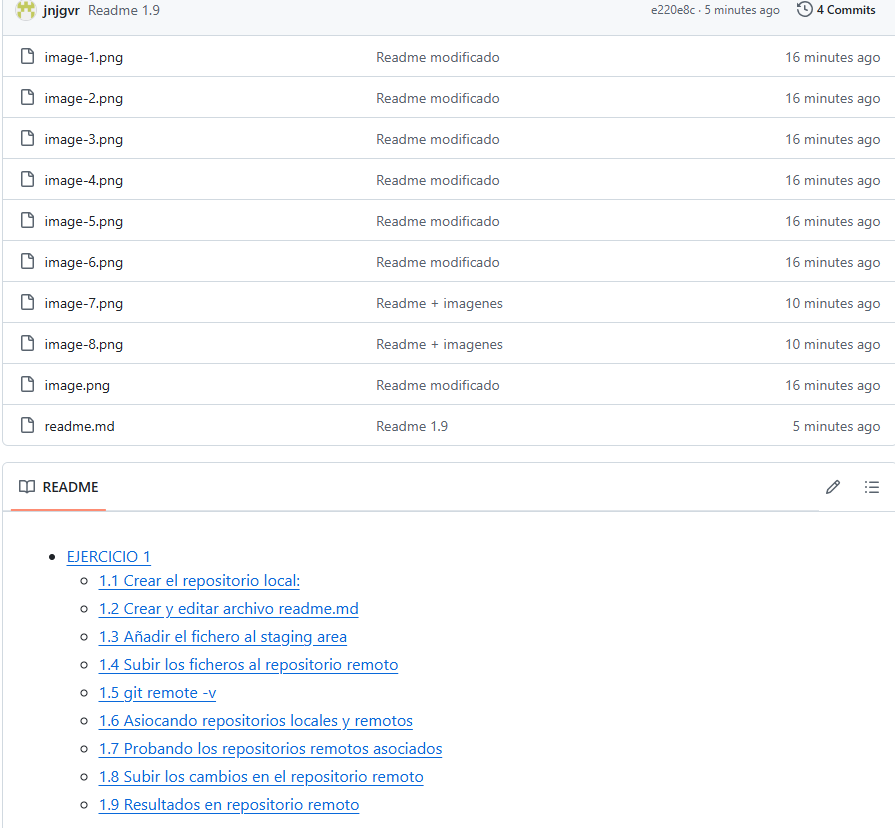 jnjgvr Readme 1.9 e220e8c · 5 minutes ago 4 Commits
image-1.png Readme modificado 16 minutes ago
image-2.png Readme modificado 16 minutes ago
image-3.png Readme modificado 16 minutes ago
image-4.png Readme modificado 16 minutes ago
image-5.png Readme modificado 16 minutes ago
image-6.png Readme modificado 16 minutes ago
image-7.png Readme + imagenes 10 minutes ago
image-8.png Readme + imagenes 10 minutes ago
image.png Readme modificado 16 minutes ago
readme.md Readme 1.9 5 minutes ago
README
EJERCICIO 1
1.1 Crear el repositorio local:
1.2 Crear y editar archivo readme.md
1.3 Añadir el fichero al staging area
1.4 Subir los ficheros al repositorio remoto
1.5 git remote -v
1.6 Asiocando repositorios locales y remotos
1.7 Probando los repositorios remotos asociados
1.8 Subir los cambios en el repositorio remoto
1.9 Resultados en repositorio remoto